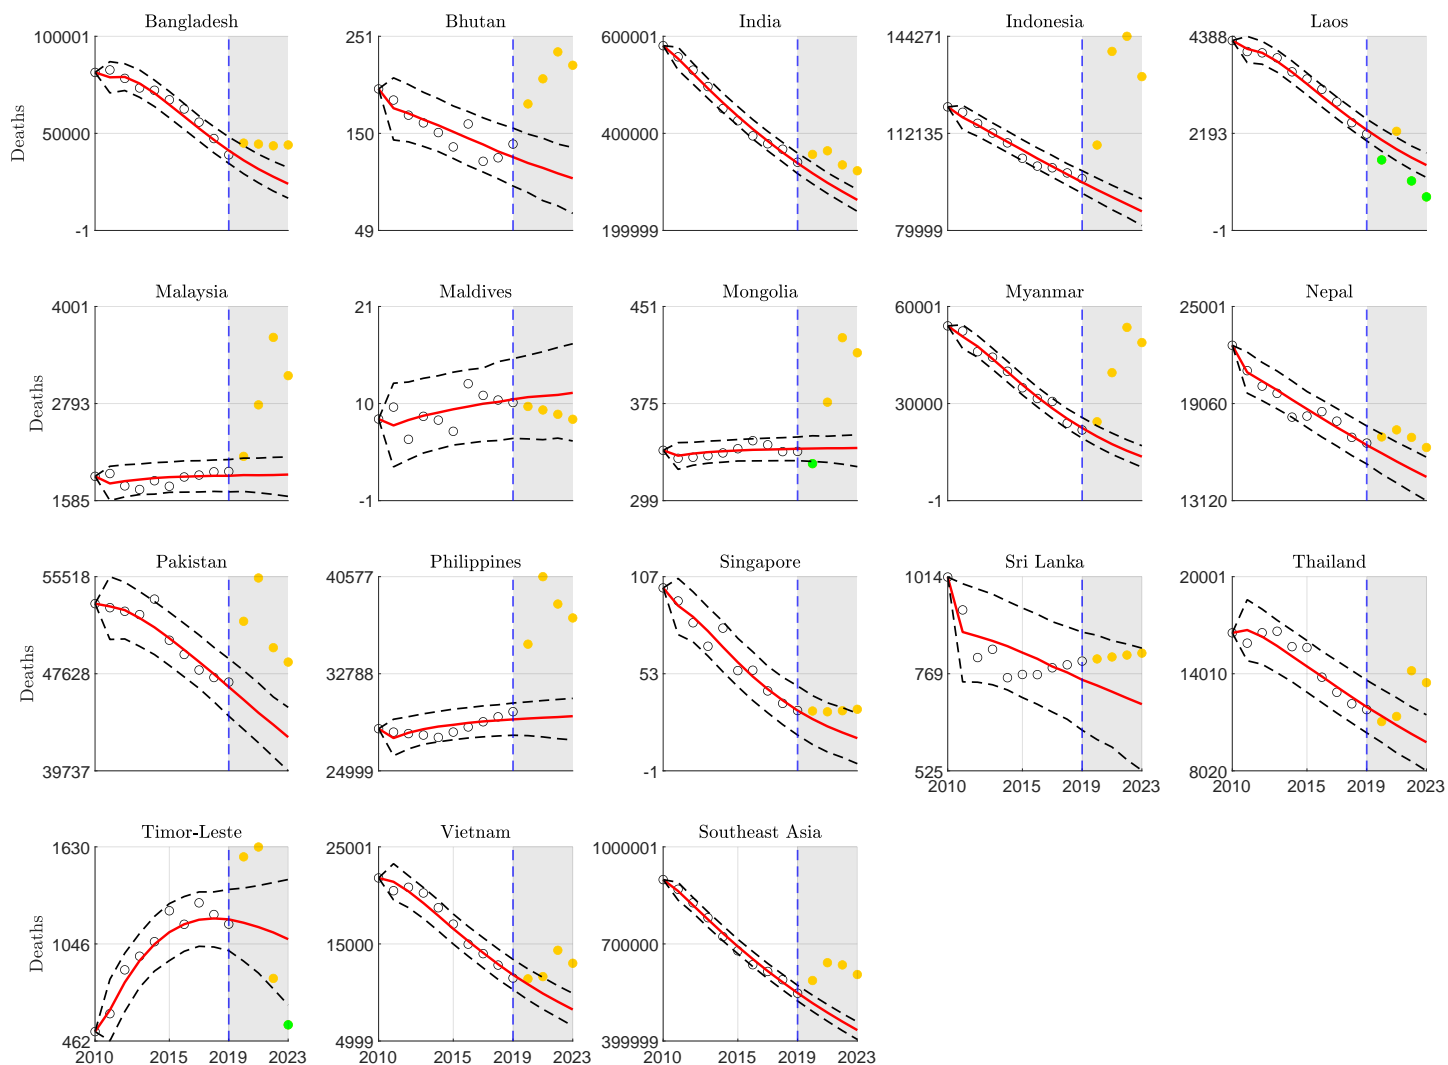 Bangladesh
Bhutan
India
Indonesia
Laos
Deaths
100001
50000
-1
251
150
49
600001
400000
199999
144271
112135
79999
4388
2193
-1
Malaysia
Maldives
Mongolia
Myanmar
Nepal
Deaths
4001
2793
1585
21
10
-1
451
375
299
60001
30000
-1
25001
19060
13120
Pakistan
Philippines
Singapore
Sri Lanka
Thailand
Deaths
55518
47628
39737
40577
32788
24999
107
53
-1
1014
769
525
20001
14010
8020
2010 2015 2019 2023
2010 2015 2019 2023
Timor-Leste
Vietnam
Southeast Asia
Deaths
1630
1046
462
25001
15000
4999
1000001
700000
399999
2010 2015 2019 2023
2010 2015 2019 2023
2010 2015 2019 2023